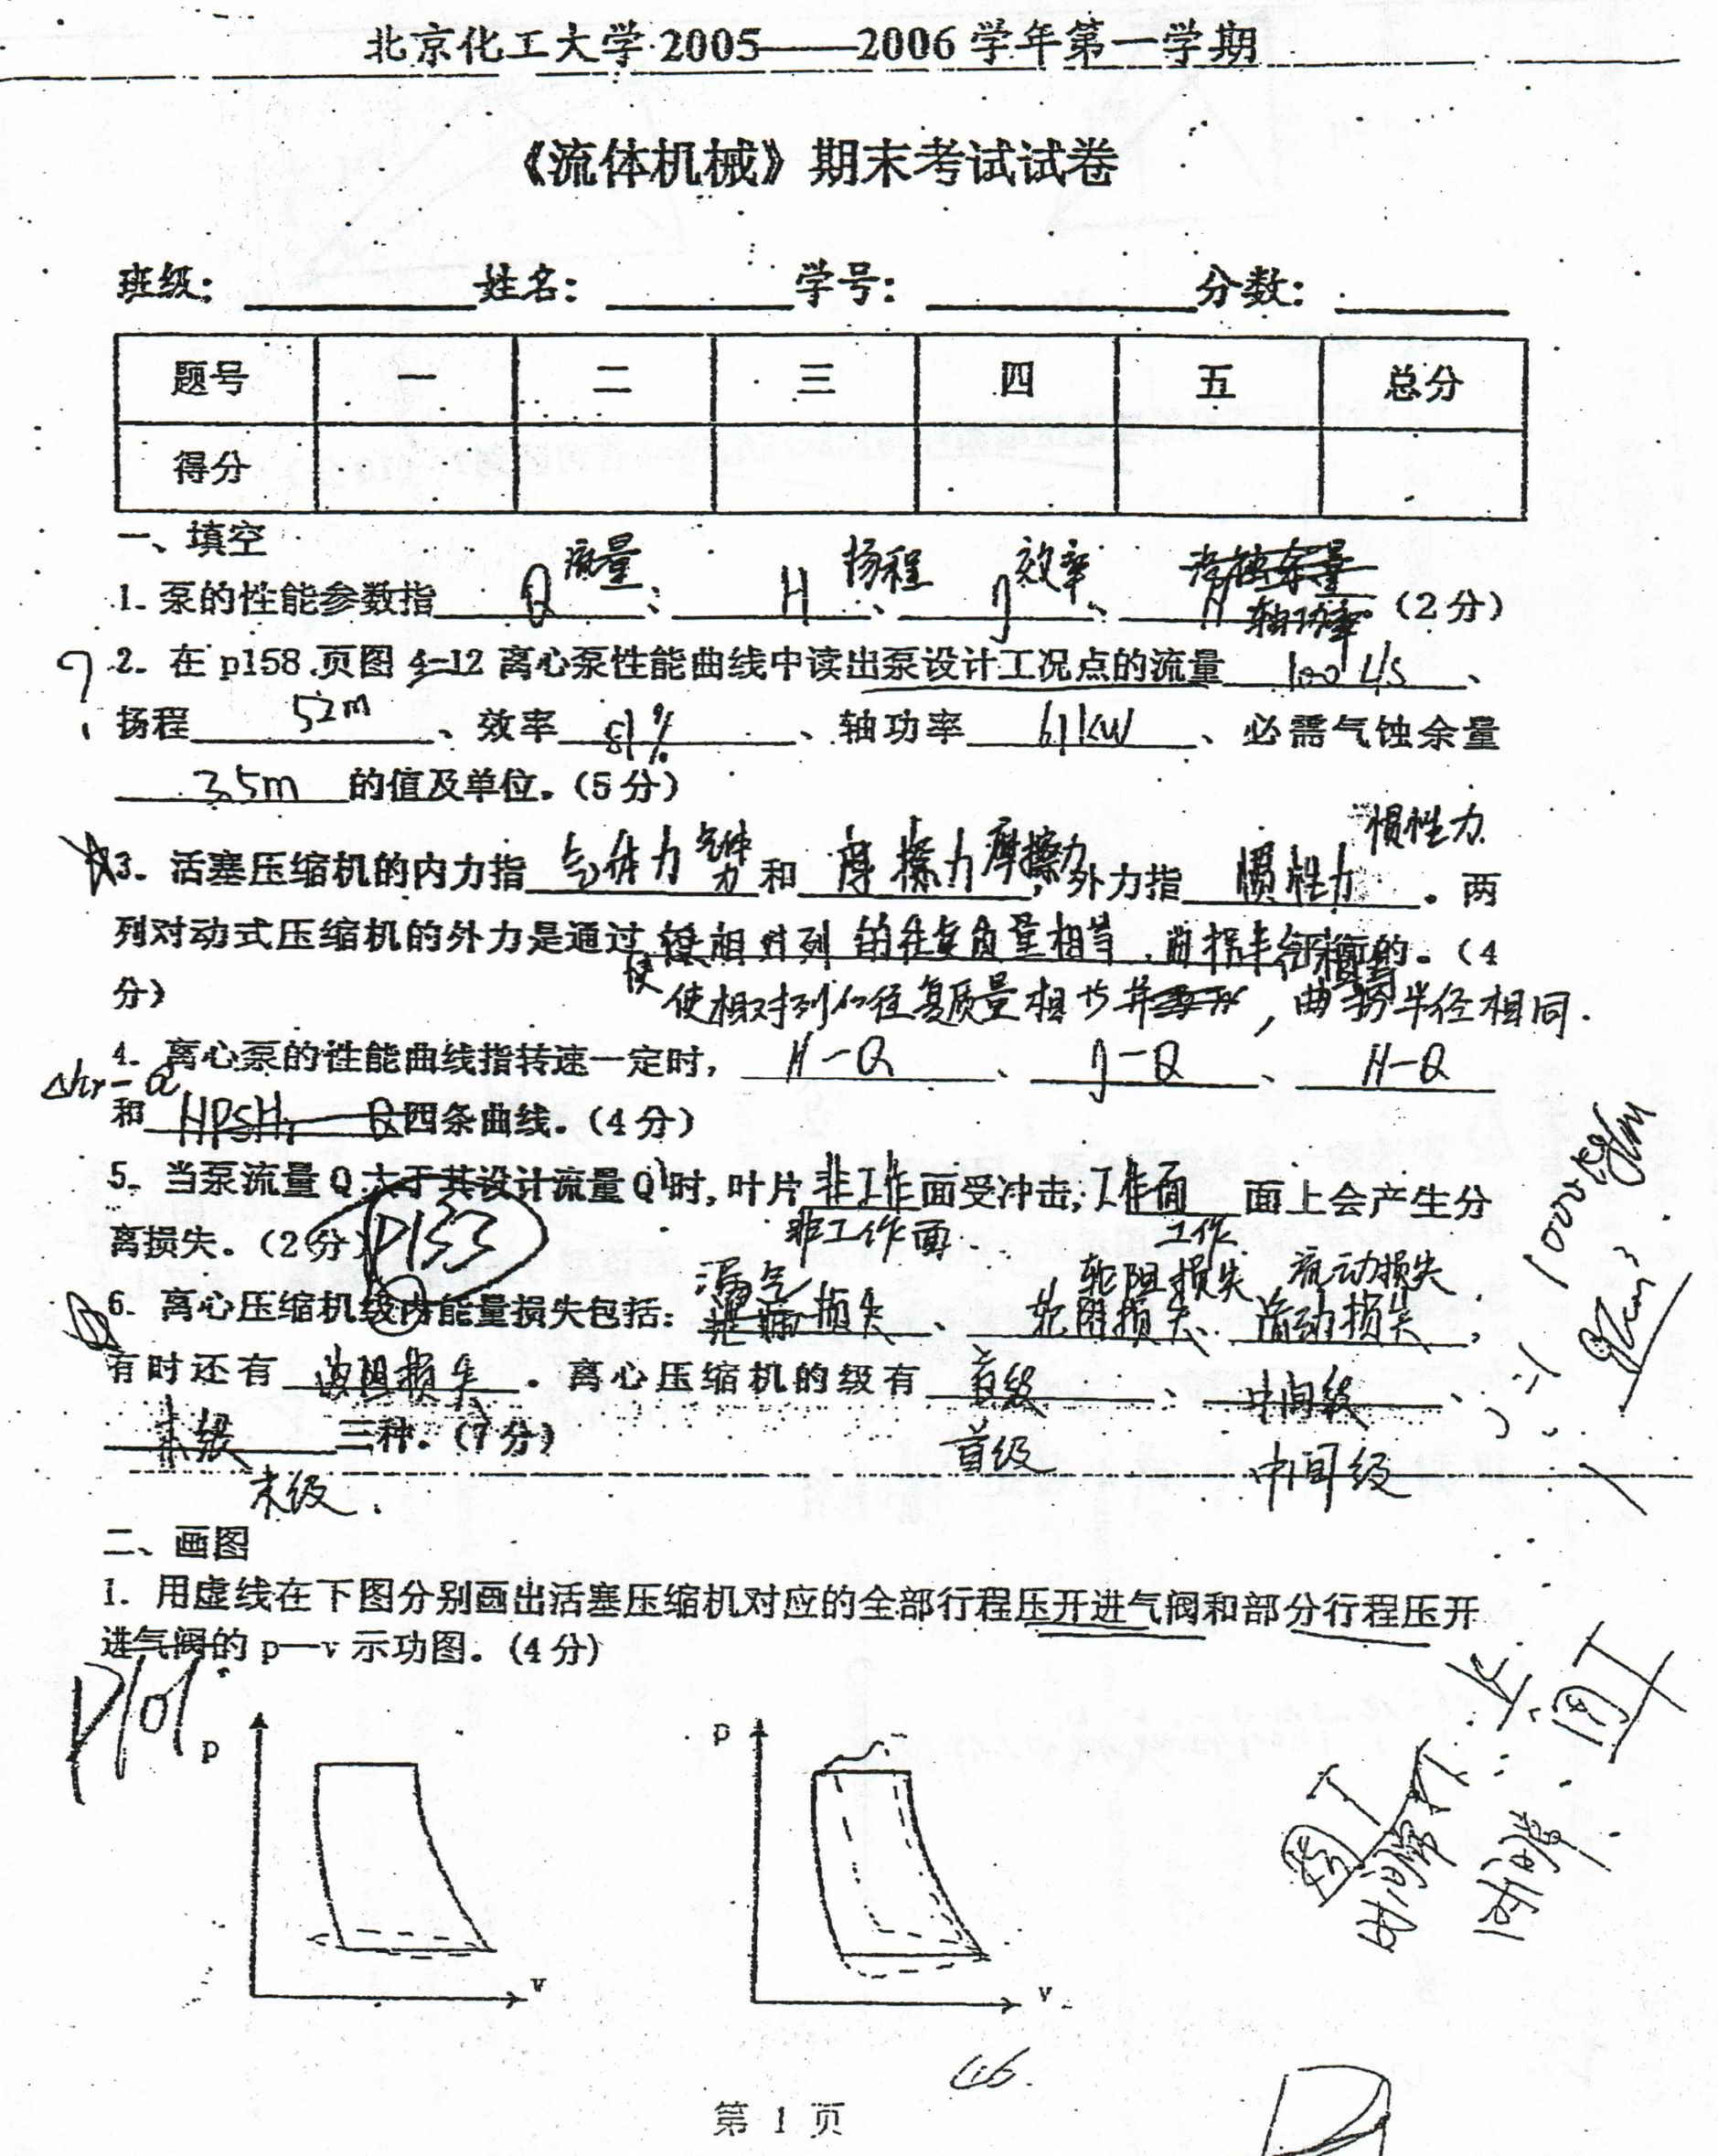 北京化工大学 2005——2006 学年第一学期
《流体机械》期末考试试卷
班级: 姓名: 学号: 分数:
题号 一 二 三 四 五 总分
得分
一、填空
流量 扬程 效率
1. 泵的性能参数指 Q 、 H 、 η 、 N 轴功率 (2分)
2. 在 p158 页图 4-12 离心泵性能曲线中读出泵设计工况点的流量 100 L/s 、
扬程 52m 、效率 81% 、轴功率 61kW 、必需气蚀余量
3.5m 的值及单位。(5分)
惯性力
3. 活塞压缩机的内力指 气体力 气体力 和 摩擦力 摩擦力 , 外力指 惯性力 。两
列对动式压缩机的外力是通过 使相对列的往复质量相当,曲拐半径相等 平衡的。(4
分) 使相对列的往复质量相当并 , 曲拐半径相同.
4. 离心泵的性能曲线指转速一定时, H-Q 、 η-Q 、 N-Q
Δhr-Q
和 NPSHr Q 四条曲线。(4分)
5. 当泵流量 Q 大于其设计流量 Q 时, 叶片 非工作 面受冲击; 工作面 面上会产生分
离损失。(2分) P153 非工作面. 工作
漏气 轮阻损失 流动损失
6. 离心压缩机级内能量损失包括: 泄漏损失 、 轮阻损失 、 流动损失 ,
有时还有 波阻损失 。离心压缩机的级有 首级 、 中间级 、
末级 三种。(7分) 首级 中间级
末级.
1000 kg/m
二、画图
1. 用虚线在下图分别画出活塞压缩机对应的全部行程压开进气阀和部分行程压开
进气阀的 p—v 示功图。(4分)
P101
p p
v v
66.
第 1 页